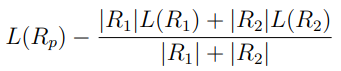 L(R_p) - \frac{|R_1|L(R_1) + |R_2|L(R_2)}{|R_1| + |R_2|}